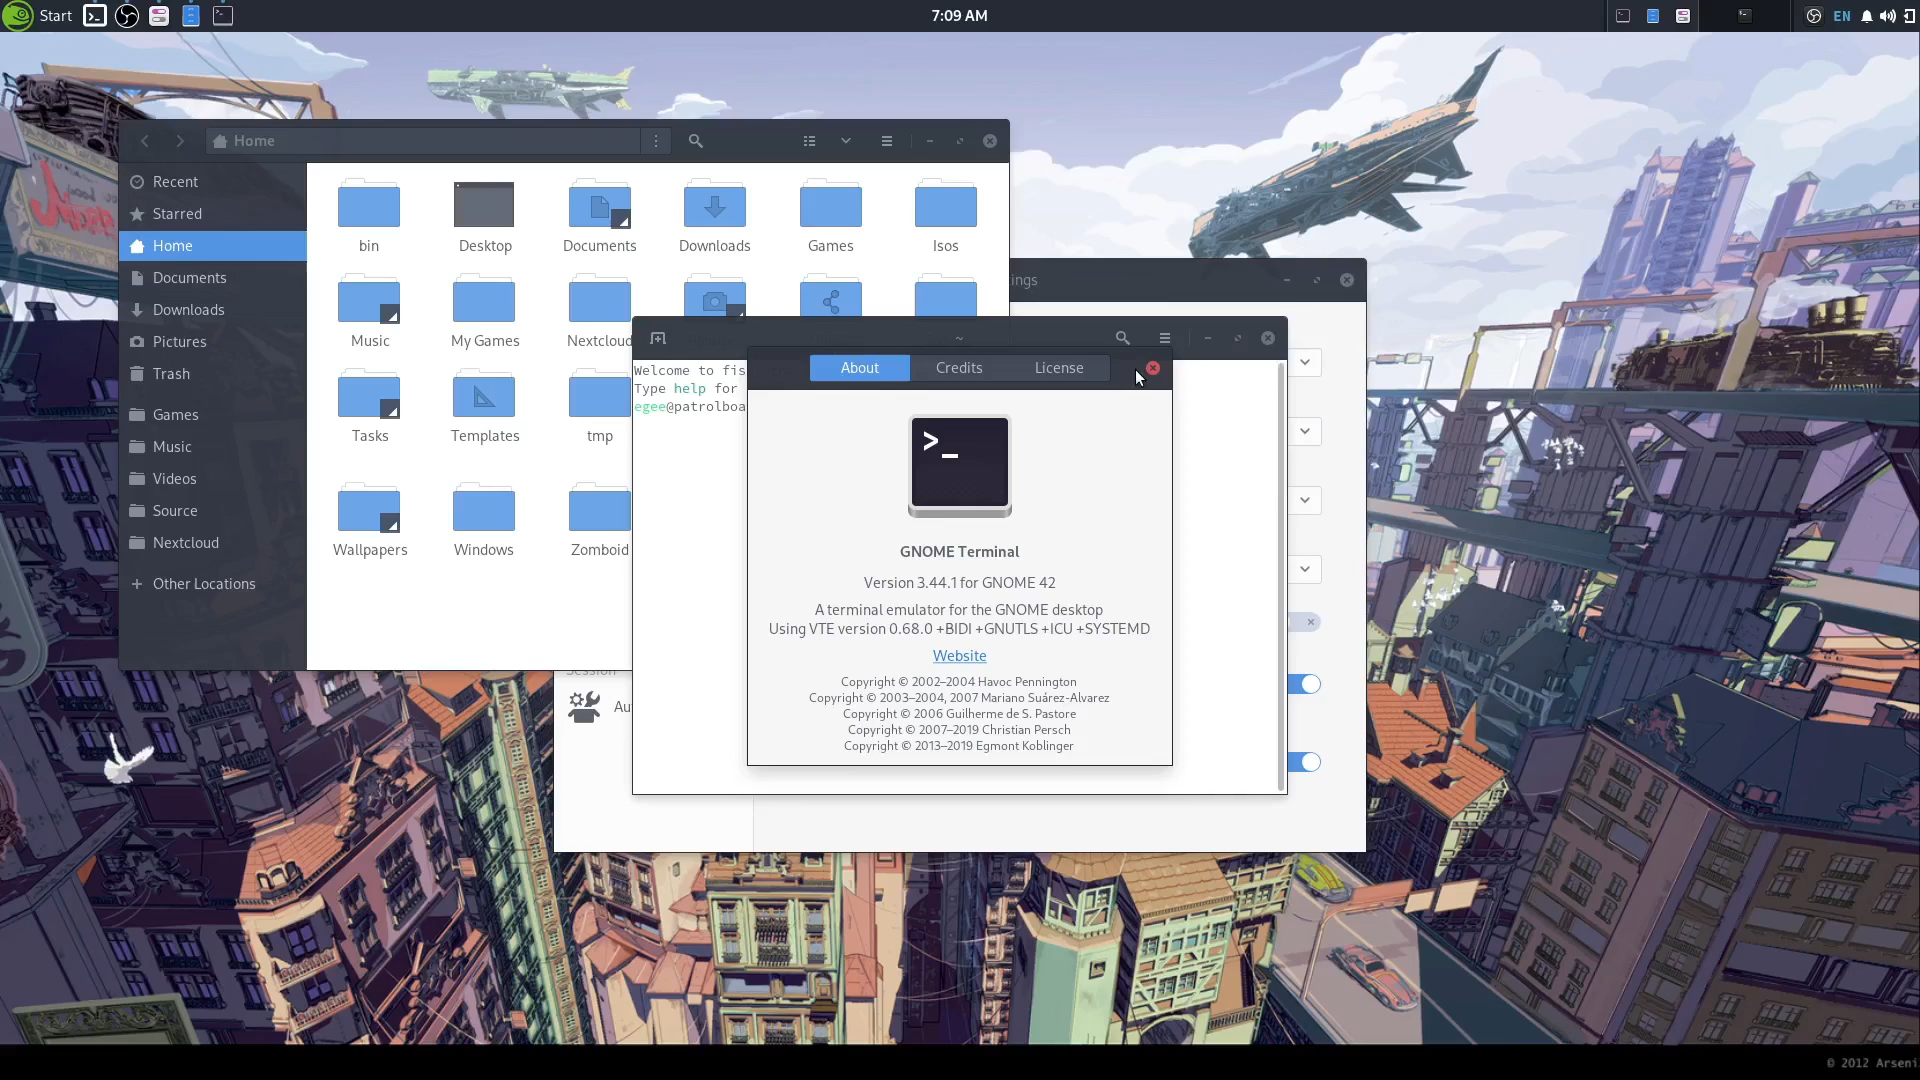 Start
7:09 AM
EN
Home
Recent
Starred
Home
Documents
Downloads
Pictures
Trash
Games
Music
Videos
Source
Nextcloud
Other Locations
bin
Desktop
Documents
Downloads
Games
Isos
Music
My Games
Nextcloud
Tasks
Templates
tmp
Wallpapers
Windows
Zomboid
ings
Session
Au
~
Welcome to fis
Type help for
egee@patrolboa
About
Credits
License
>_
GNOME Terminal
Version 3.44.1 for GNOME 42
A terminal emulator for the GNOME desktop
Using VTE version 0.68.0 +BIDI +GNUTLS +ICU +SYSTEMD
Website
Copyright © 2002–2004 Havoc Pennington
Copyright © 2003–2004, 2007 Mariano Suárez-Alvarez
Copyright © 2006 Guilherme de S. Pastore
Copyright © 2007–2019 Christian Persch
Copyright © 2013–2019 Egmont Koblinger
© 2012 Arseni